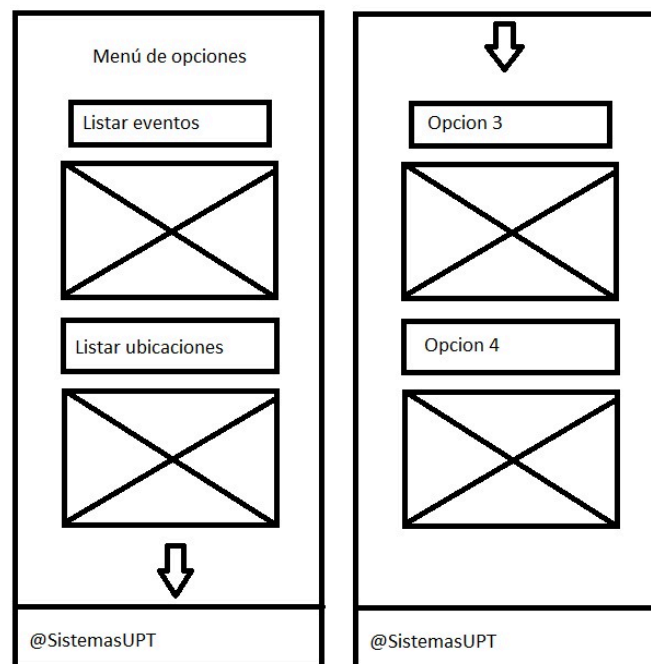 Menú de opciones
Listar eventos
Listar ubicaciones
@SistemasUPT
Opcion 3
Opcion 4
@SistemasUPT